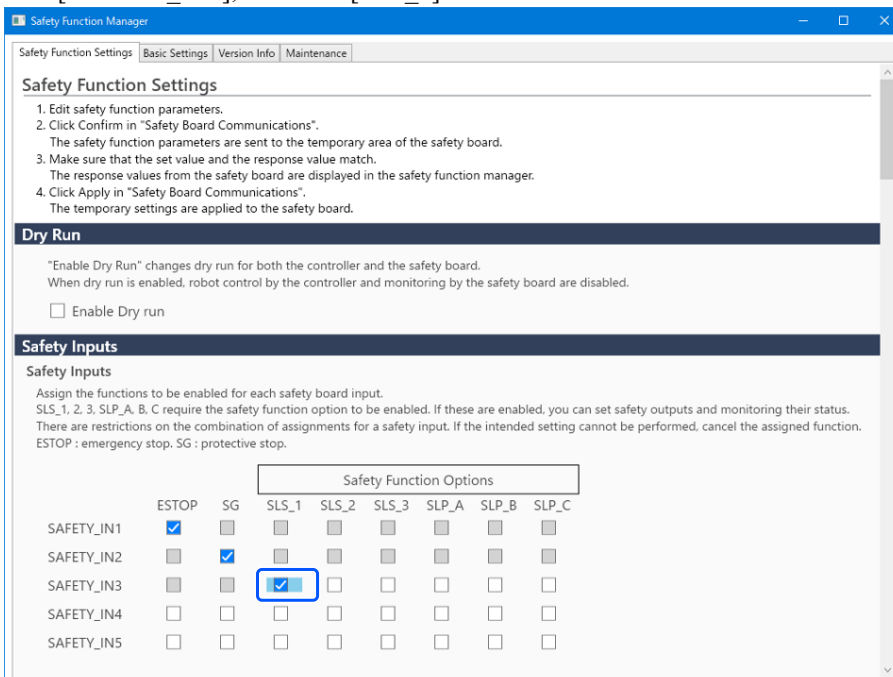 Safety Function Manager
Safety Function Settings Basic Settings Version Info Maintenance
Safety Function Settings
1. Edit safety function parameters.
2. Click Confirm in "Safety Board Communications".
The safety function parameters are sent to the temporary area of the safety board.
3. Make sure that the set value and the response value match.
The response values from the safety board are displayed in the safety function manager.
4. Click Apply in "Safety Board Communications".
The temporary settings are applied to the safety board.
Dry Run
"Enable Dry Run" changes dry run for both the controller and the safety board.
When dry run is enabled, robot control by the controller and monitoring by the safety board are disabled.
Enable Dry run
Safety Inputs
Safety Inputs
Assign the functions to be enabled for each safety board input.
SLS_1, 2, 3, SLP_A, B, C require the safety function option to be enabled. If these are enabled, you can set safety outputs and monitoring their status.
There are restrictions on the combination of assignments for a safety input. If the intended setting cannot be performed, cancel the assigned function.
ESTOP : emergency stop. SG : protective stop.
Safety Function Options
ESTOP SG SLS_1 SLS_2 SLS_3 SLP_A SLP_B SLP_C
SAFETY_IN1
SAFETY_IN2
SAFETY_IN3
SAFETY_IN4
SAFETY_IN5